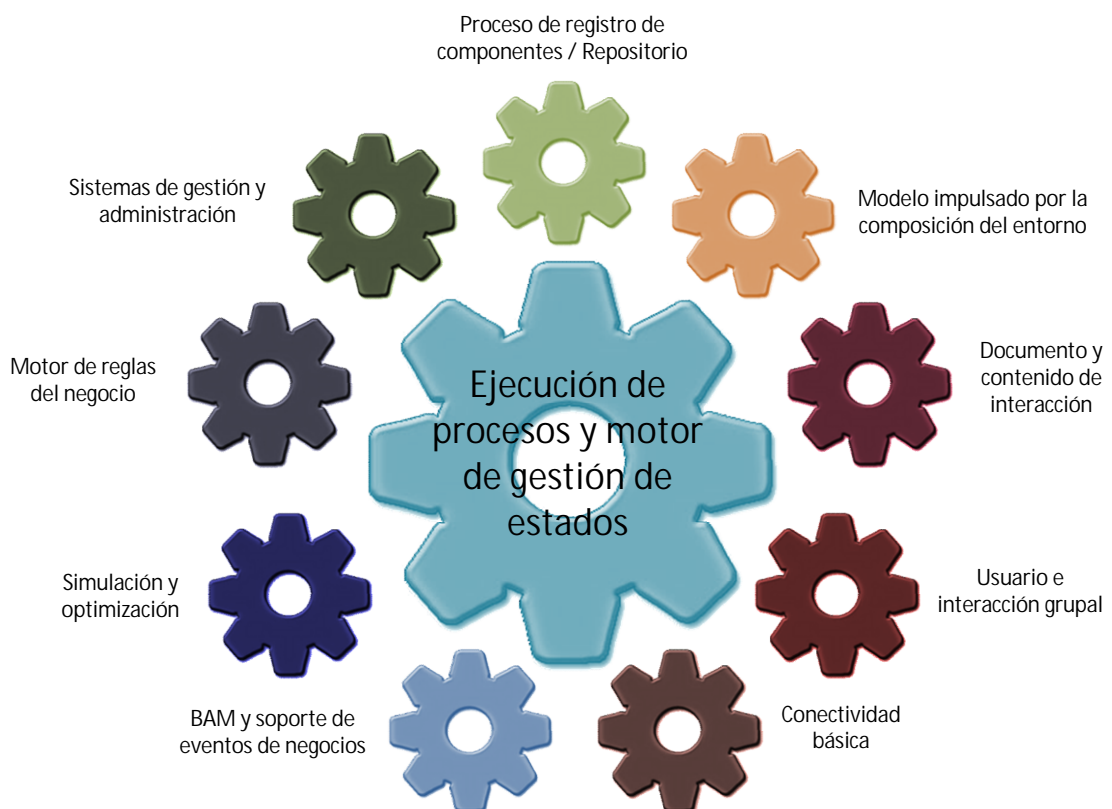 Proceso de registro de
componentes / Repositorio
Sistemas de gestión y
administración
Modelo impulsado por la
composición del entorno
Motor de reglas
del negocio
Documento y
contenido de
interacción
Ejecución de
procesos y motor
de gestión de
estados
Simulación y
optimización
Usuario e
interacción grupal
BAM y soporte de
eventos de negocios
Conectividad
básica